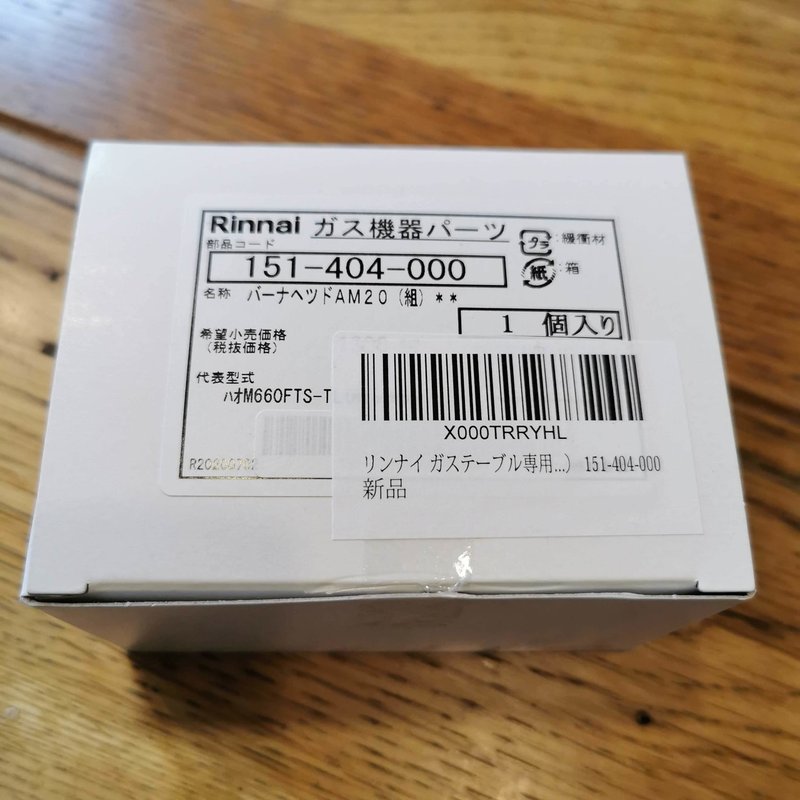 Rinnai ガス機器パーツ
プラ :緩衝材
部品コード
151-404-000
紙 :箱
名称 バーナヘツドAM20(組)**
1 個入り
希望小売価格
(税抜価格)
代表型式
ﾊｵM660FTS-T
X000TRRYHL
リンナイ ガステーブル専用...) 151-404-000
新品